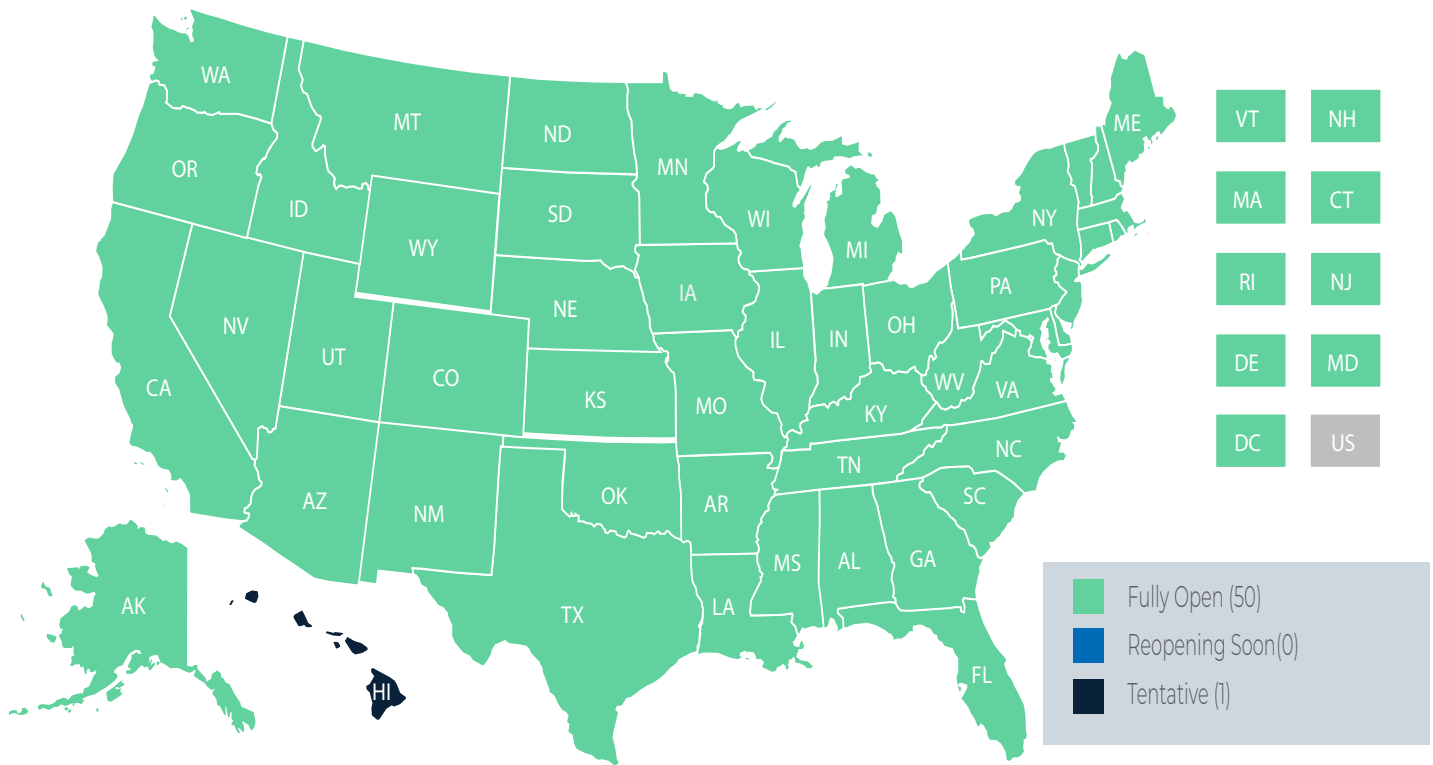 WA
MT
ME
ND
VT
NH
OR
MN
ID
SD
WI
NY
MA
CT
WY
MI
IA
PA
RI
NJ
NE
NV
IL
IN
OH
UT
CO
WV
VA
DE
MD
CA
KS
MO
KY
NC
DC
US
TN
AZ
NM
OK
AR
SC
MS
AL
GA
AK
TX
LA
FL
HI
Fully Open (50)
Reopening Soon(0)
Tentative (1)